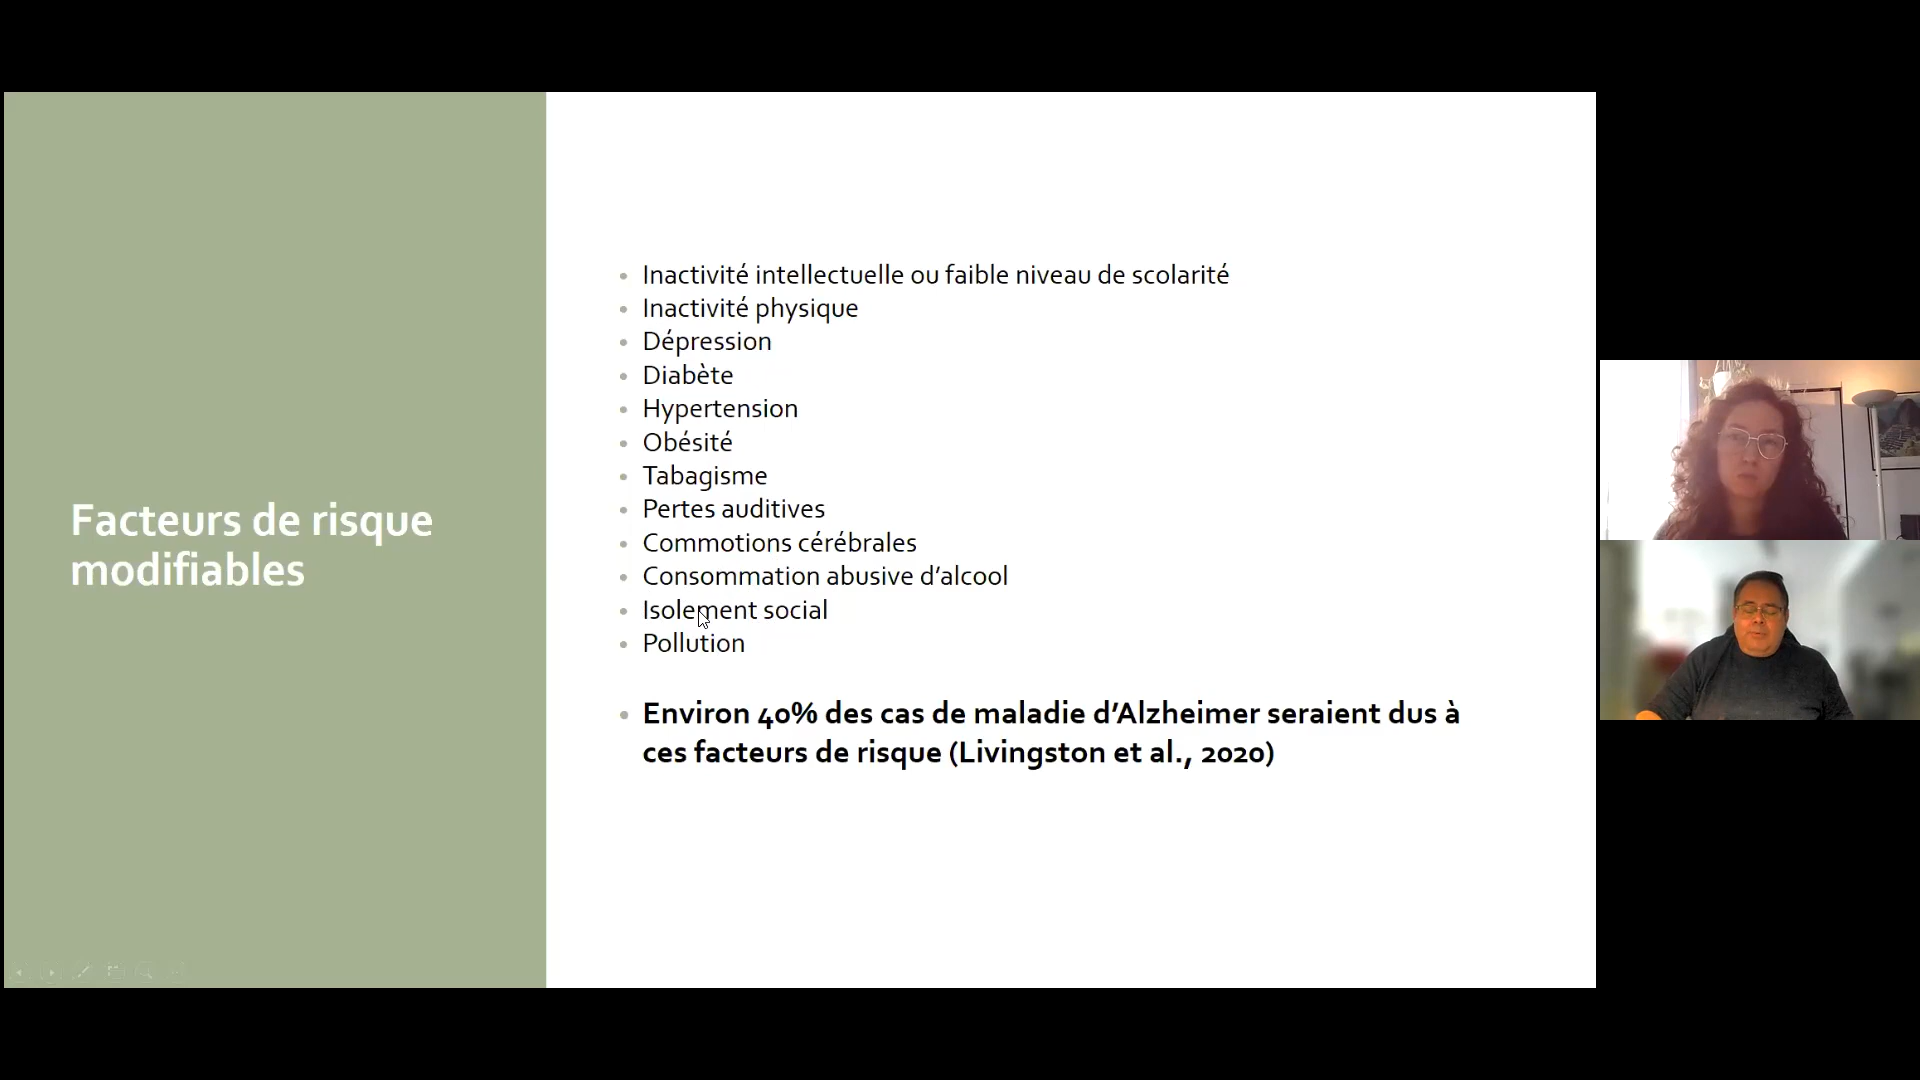 Facteurs de risque
modifiables
Inactivité intellectuelle ou faible niveau de scolarité
Inactivité physique
Dépression
Diabète
Hypertension
Obésité
Tabagisme
Pertes auditives
Commotions cérébrales
Consommation abusive d’alcool
Isolement social
Pollution
Environ 40% des cas de maladie d’Alzheimer seraient dus à
ces facteurs de risque (Livingston et al., 2020)